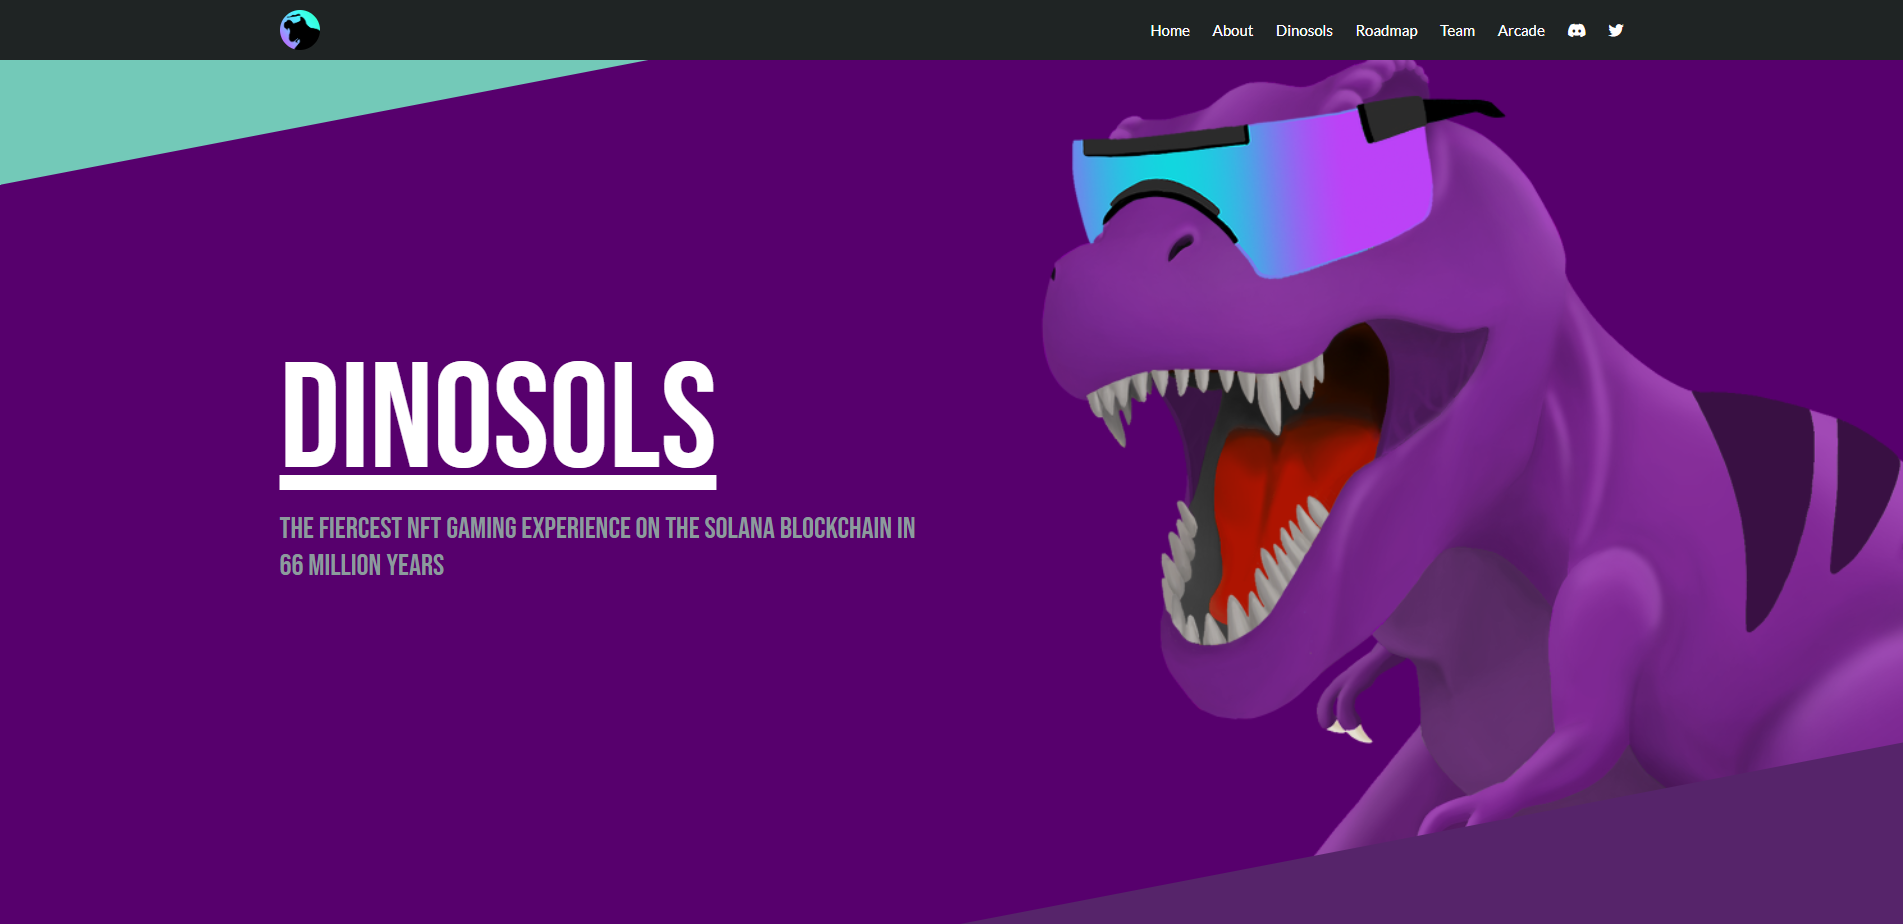 Home About Dinosols Roadmap Team Arcade
DINOSOLS
THE FIERCEST NFT GAMING EXPERIENCE ON THE SOLANA BLOCKCHAIN IN
66 MILLION YEARS